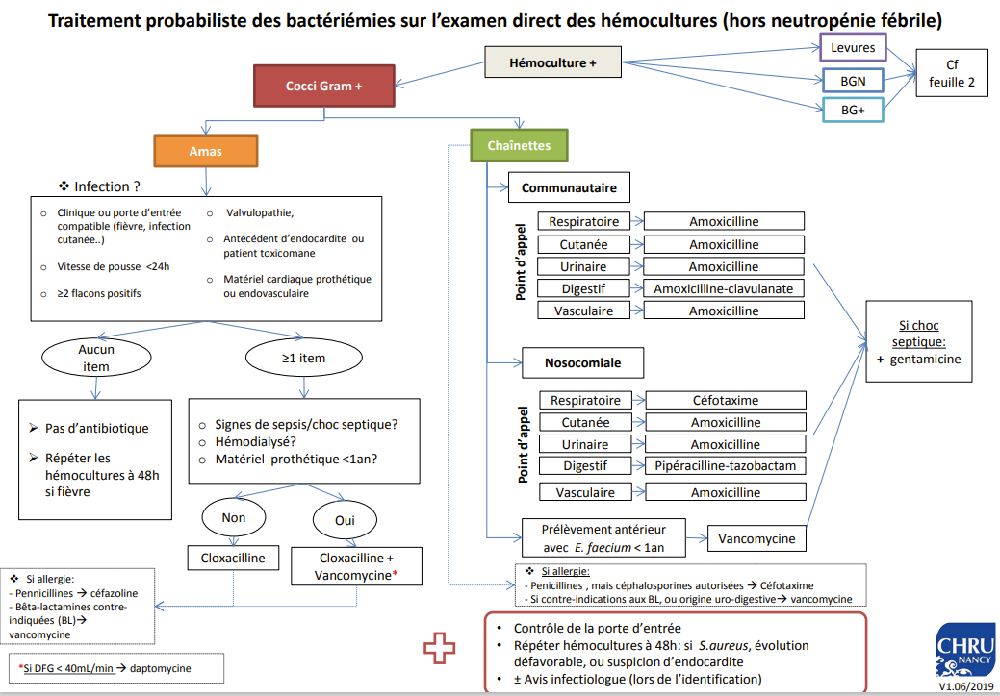 Traitement probabiliste des bactériémies sur l'examen direct des hémocultures (hors neutropénie fébrile)
Hémoculture +
Levures
BGN
BG+
Cf
feuille 2
Cocci Gram +
Amas
Chaînettes
❖ Infection ?
o Clinique ou porte d'entrée
compatible (fièvre, infection
cutanée..)
o Vitesse de pousse <24h
o ≥2 flacons positifs
o Valvulopathie,
o Antécédent d'endocardite ou
patient toxicomane
o Matériel cardiaque prothétique
ou endovasculaire
Aucun
item
≥1 item
➢ Pas d'antibiotique
➢ Répéter les
hémocultures à 48h
si fièvre
o Signes de sepsis/choc septique?
o Hémodialysé?
o Matériel prothétique <1an?
Non
Oui
Cloxacilline
Cloxacilline +
Vancomycine*
❖ Si allergie:
- Pennicillines → céfazoline
- Bêta-lactamines contre-
indiquées (BL)→
vancomycine
*Si DFG < 40mL/min → daptomycine
Communautaire
Point d'appel
Respiratoire
Amoxicilline
Cutanée
Amoxicilline
Urinaire
Amoxicilline
Digestif
Amoxicilline-clavulanate
Vasculaire
Amoxicilline
Nosocomiale
Point d'appel
Respiratoire
Céfotaxime
Cutanée
Amoxicilline
Urinaire
Amoxicilline
Digestif
Pipéracilline-tazobactam
Vasculaire
Amoxicilline
Prélèvement antérieur
avec E. faecium < 1an
Vancomycine
Si choc
septique:
+ gentamicine
❖ Si allergie:
- Penicillines , mais céphalosporines autorisées → Céfotaxime
- Si contre-indications aux BL, ou origine uro-digestive→ vancomycine
• Contrôle de la porte d'entrée
• Répéter hémocultures à 48h: si S.aureus, évolution
défavorable, ou suspicion d'endocardite
• ± Avis infectiologue (lors de l'identification)
CHRU
NANCY
V1.06/2019